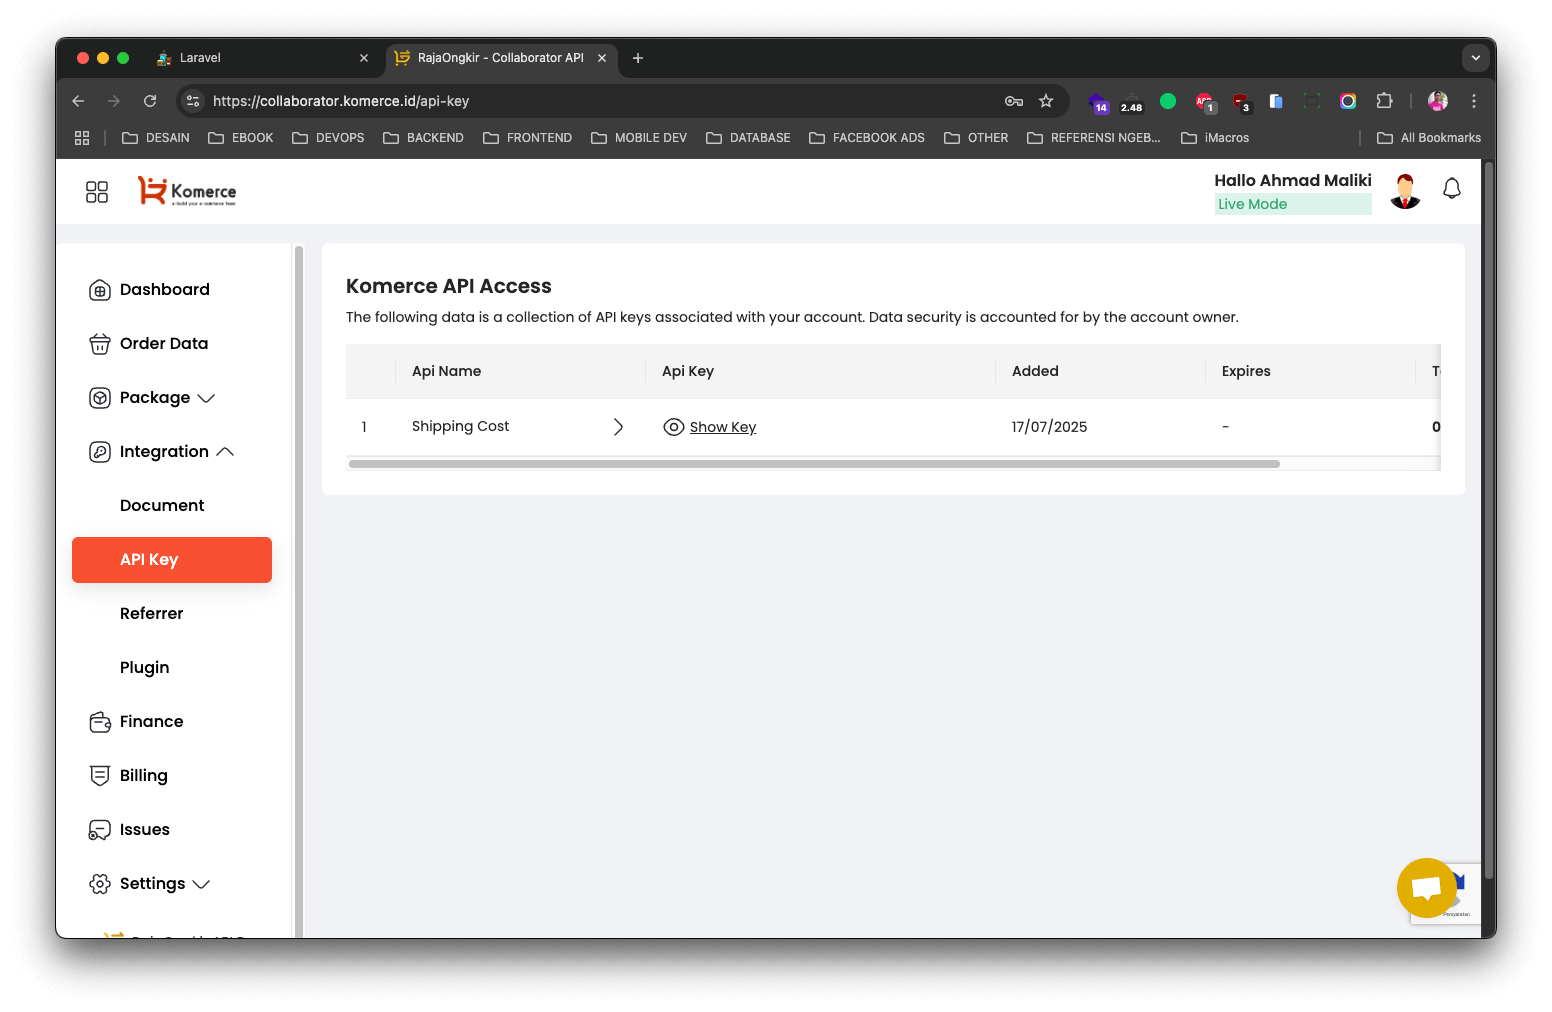 Laravel
RajaOngkir - Collaborator API
https://collaborator.komerce.id/api-key
14
2.48
1
3
DESAIN
EBOOK
DEVOPS
BACKEND
FRONTEND
MOBILE DEV
DATABASE
FACEBOOK ADS
OTHER
REFERENSI NGEB...
iMacros
All Bookmarks
Komerce
Hallo Ahmad Maliki
Live Mode
Dashboard
Order Data
Package
Integration
Document
API Key
Referrer
Plugin
Finance
Billing
Issues
Settings
Komerce API Access
The following data is a collection of API keys associated with your account. Data security is accounted for by the account owner.
Api Name
Api Key
Added
Expires
1
Shipping Cost
Show Key
17/07/2025
-
0
Persyaratan